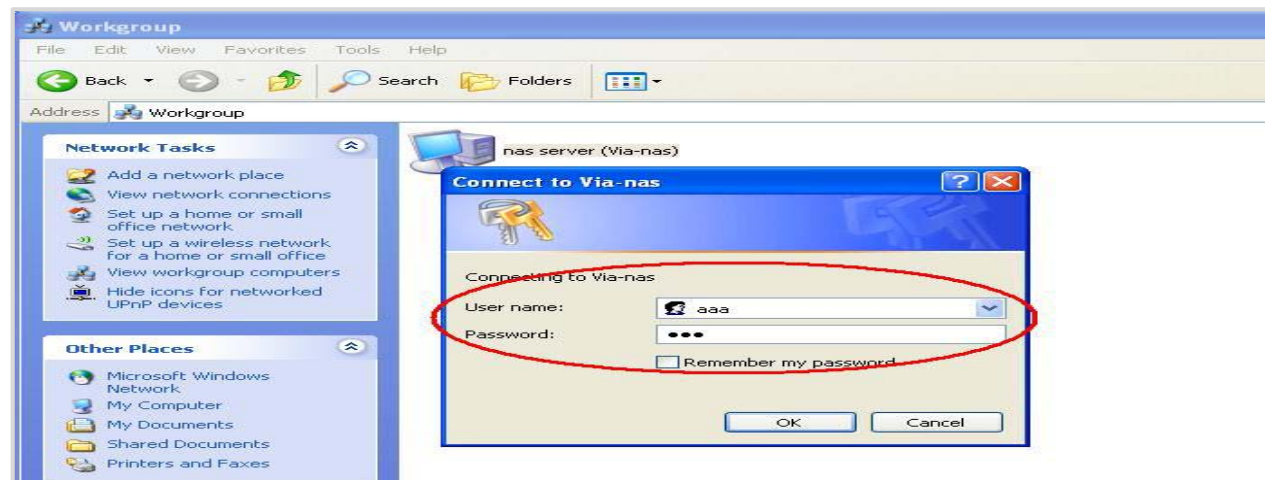 Workgroup
File Edit View Favorites Tools Help
Back Search Folders
Address Workgroup
Network Tasks
Add a network place
View network connections
Set up a home or small
office network
Set up a wireless network
for a home or small office
View workgroup computers
Hide icons for networked
UPnP devices
Other Places
Microsoft Windows
Network
My Computer
My Documents
Shared Documents
Printers and Faxes
nas server (Via-nas)
Connect to Via-nas
Connecting to Via-nas
User name: aaa
Password: •••
Remember my password
OK Cancel